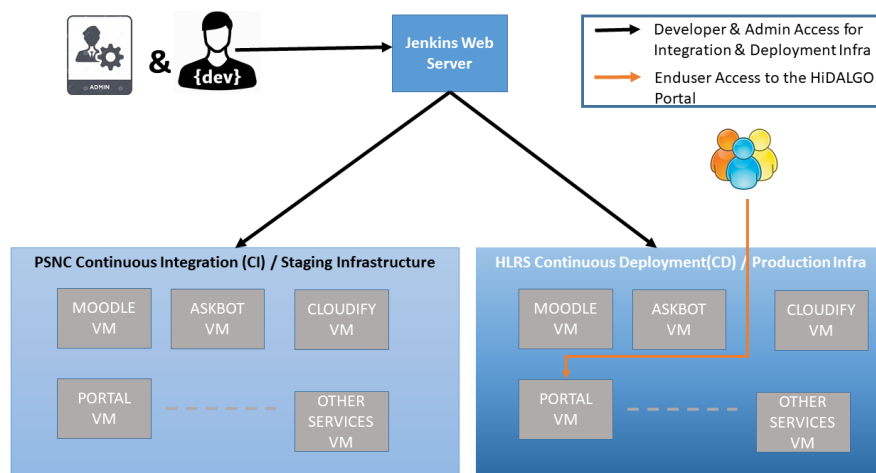 Jenkins Web
Server
Developer & Admin Access for
Integration & Deployment Infra
Enduser Access to the HiDALGO
Portal
ADMIN
&
{dev}
PSNC Continuous Integration (CI) / Staging Infrastructure
MOODLE
VM
ASKBOT
VM
CLOUDIFY
VM
PORTAL
VM
OTHER
SERVICES
VM
HLRS Continuous Deployment(CD) / Production Infra
MOODLE
VM
ASKBOT
VM
CLOUDIFY
VM
PORTAL
VM
OTHER
SERVICES
VM